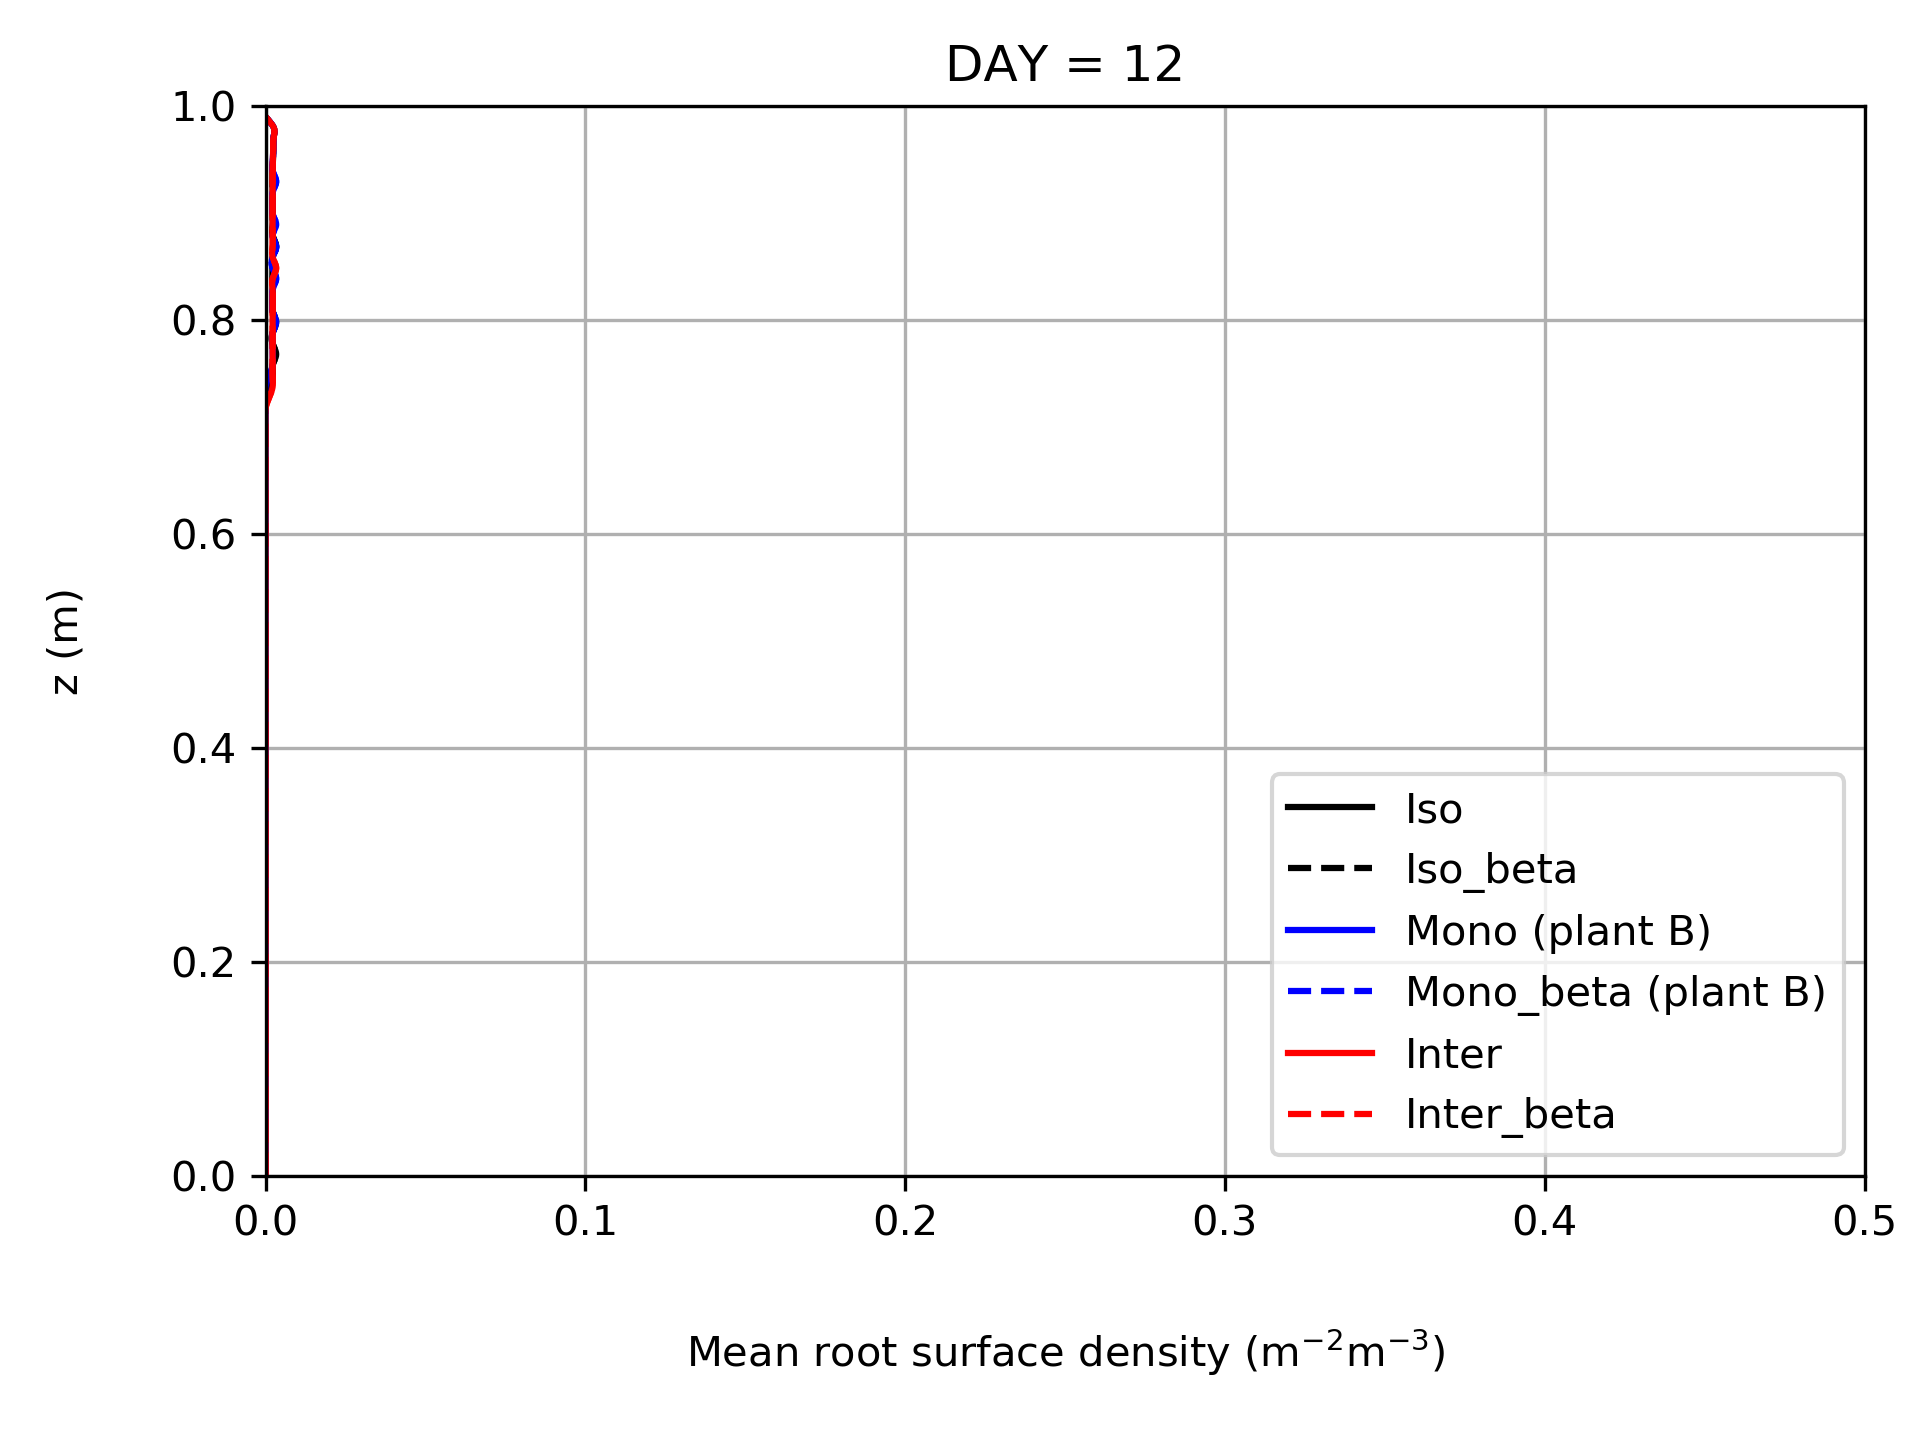 DAY = 12
1.0
0.8
0.6
0.4
0.2
0.0
z (m)
0.0 0.1 0.2 0.3 0.4 0.5
Mean root surface density (m⁻²m⁻³)
Iso
Iso_beta
Mono (plant B)
Mono_beta (plant B)
Inter
Inter_beta